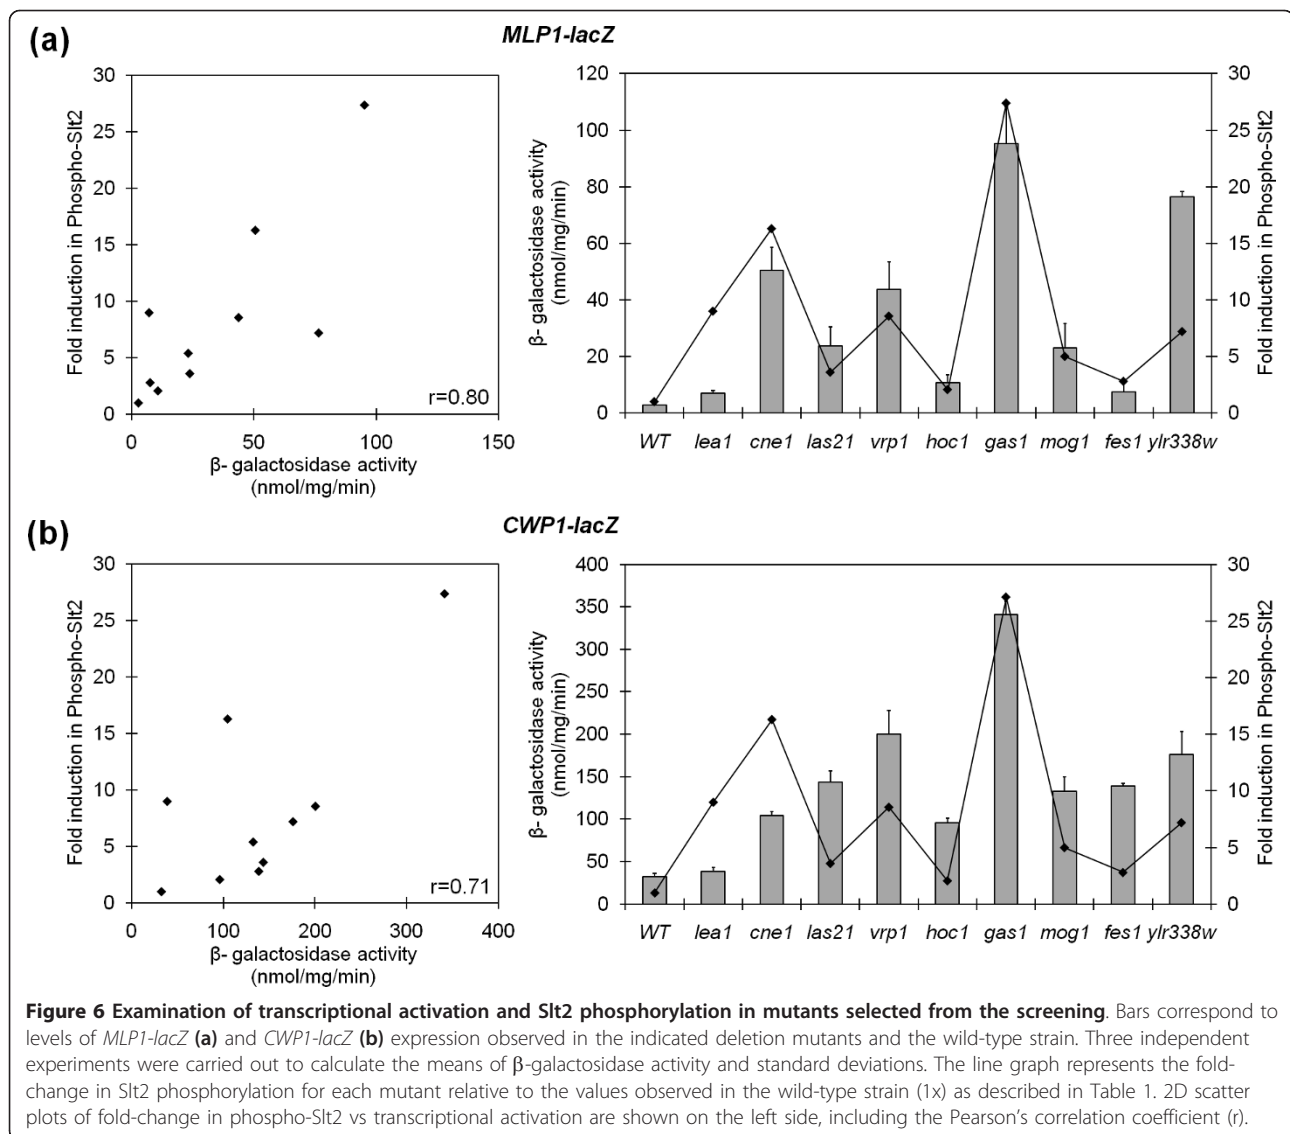 (a)
MLP1-lacZ
30
25
20
15
10
5
0
Fold induction in Phospho-Slt2
0 50 100 150
r=0.80
β- galactosidase activity
(nmol/mg/min)
120
100
80
60
40
20
0
β- galactosidase activity
(nmol/mg/min)
30
25
20
15
10
5
0
Fold induction in Phospho-Slt2
WT lea1 cne1 las21 vrp1 hoc1 gas1 mog1 fes1 ylr338w
(b)
CWP1-lacZ
30
25
20
15
10
5
0
Fold induction in Phospho-Slt2
0 100 200 300 400
r=0.71
β- galactosidase activity
(nmol/mg/min)
400
350
300
250
200
150
100
50
0
β- galactosidase activity
(nmol/mg/min)
30
25
20
15
10
5
0
Fold induction in Phospho-Slt2
WT lea1 cne1 las21 vrp1 hoc1 gas1 mog1 fes1 ylr338w
Figure 6 Examination of transcriptional activation and Slt2 phosphorylation in mutants selected from the screening. Bars correspond to
levels of MLP1-lacZ (a) and CWP1-lacZ (b) expression observed in the indicated deletion mutants and the wild-type strain. Three independent
experiments were carried out to calculate the means of β-galactosidase activity and standard deviations. The line graph represents the fold-
change in Slt2 phosphorylation for each mutant relative to the values observed in the wild-type strain (1x) as described in Table 1. 2D scatter
plots of fold-change in phospho-Slt2 vs transcriptional activation are shown on the left side, including the Pearson's correlation coefficient (r).